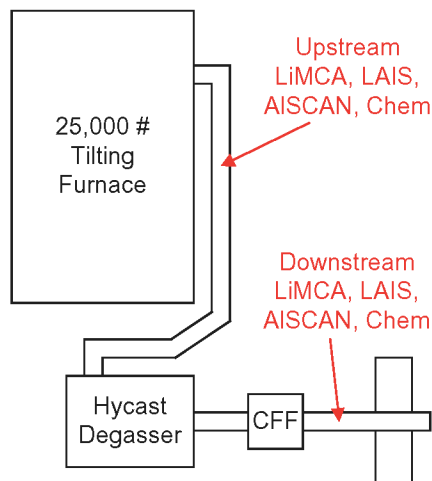 25,000 #
Tilting
Furnace
Upstream
LiMCA, LAIS,
AlSCAN, Chem
Downstream
LiMCA, LAIS,
AlSCAN, Chem
Hycast
Degasser
CFF